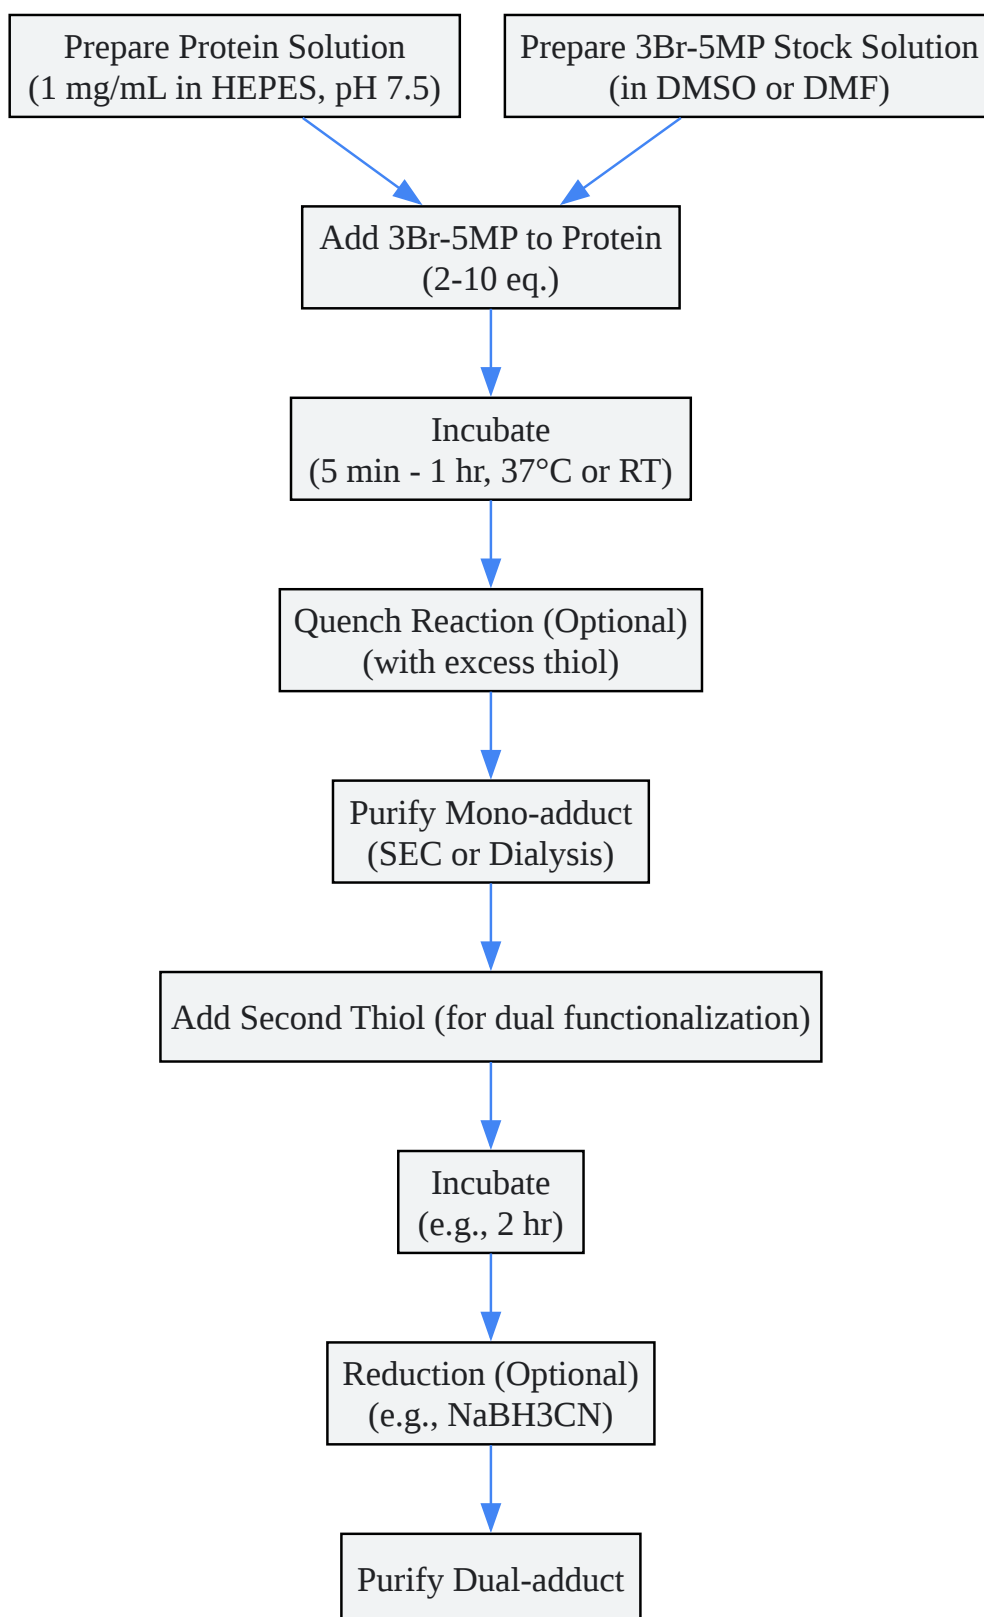 Prepare Protein Solution
(1 mg/mL in HEPES, pH 7.5)
Prepare 3Br-5MP Stock Solution
(in DMSO or DMF)
Add 3Br-5MP to Protein
(2-10 eq.)
Incubate
(5 min - 1 hr, 37°C or RT)
Quench Reaction (Optional)
(with excess thiol)
Purify Mono-adduct
(SEC or Dialysis)
Add Second Thiol (for dual functionalization)
Incubate
(e.g., 2 hr)
Reduction (Optional)
(e.g., NaBH3CN)
Purify Dual-adduct